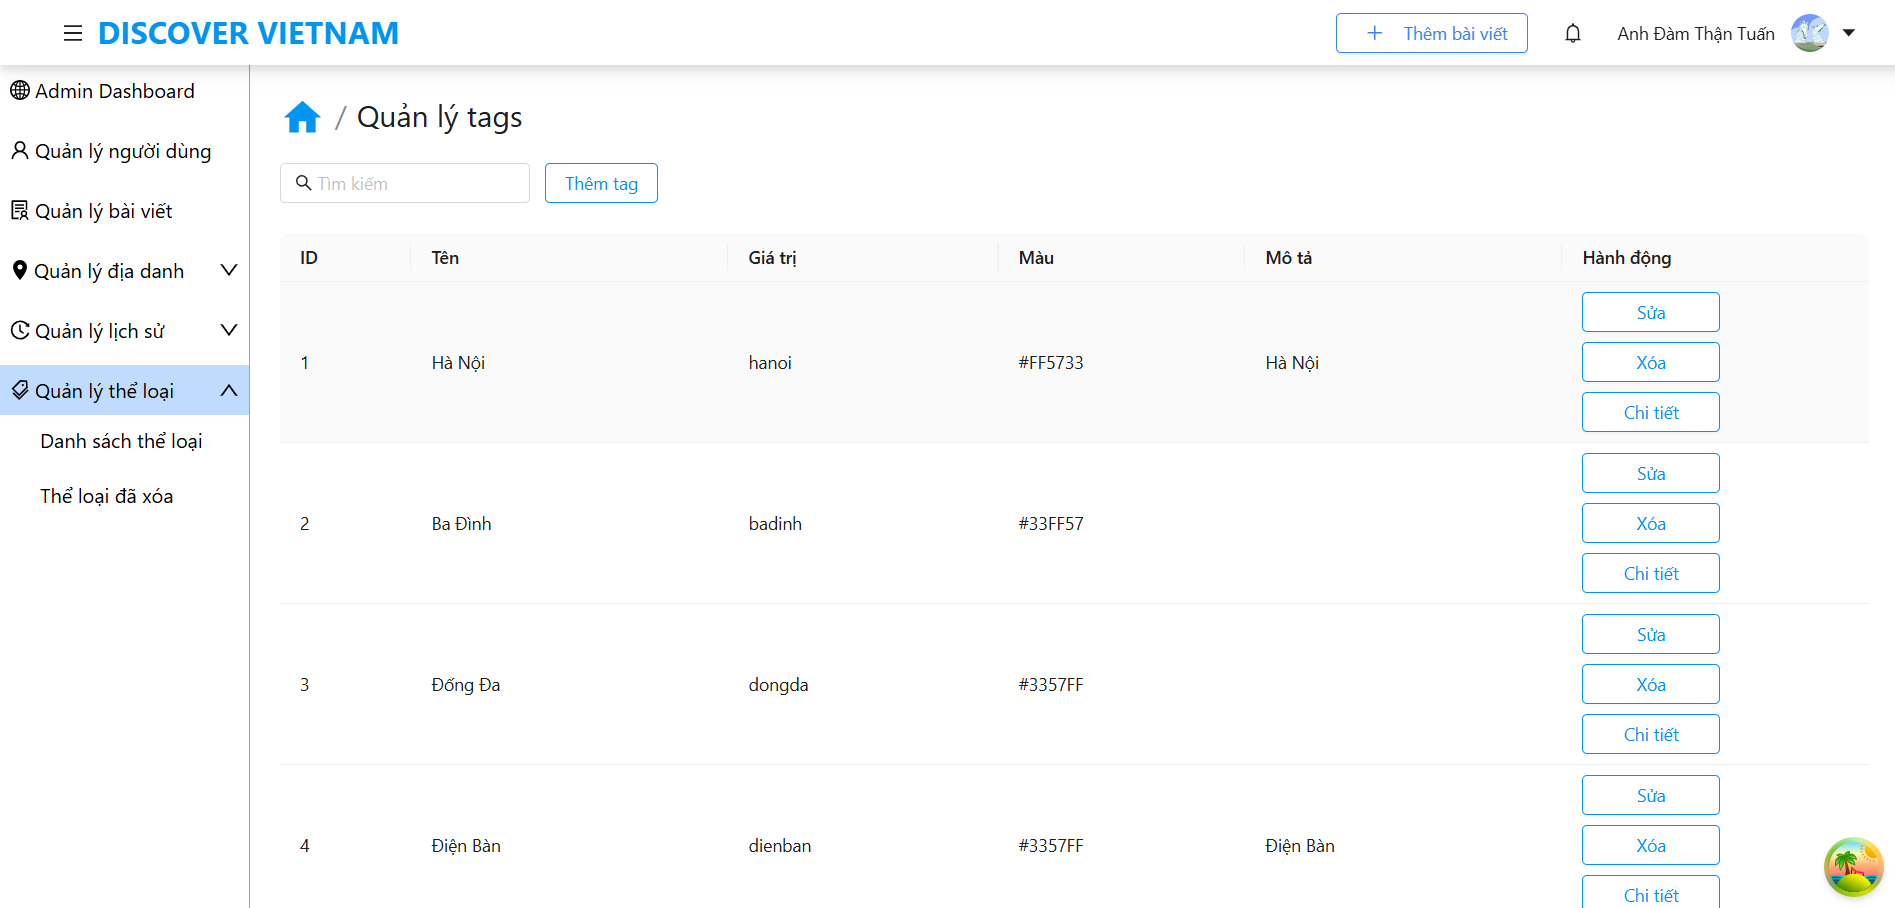 DISCOVER VIETNAM
Thêm bài viết
Anh Đàm Thận Tuấn
Admin Dashboard
Quản lý người dùng
Quản lý bài viết
Quản lý địa danh
Quản lý lịch sử
Quản lý thể loại
Danh sách thể loại
Thể loại đã xóa
/ Quản lý tags
Tìm kiếm
Thêm tag
ID Tên Giá trị Màu Mô tả Hành động
1 Hà Nội hanoi #FF5733 Hà Nội
Sửa
Xóa
Chi tiết
2 Ba Đình badinh #33FF57
Sửa
Xóa
Chi tiết
3 Đống Đa dongda #3357FF
Sửa
Xóa
Chi tiết
4 Điện Bàn dienban #3357FF Điện Bàn
Sửa
Xóa
Chi tiết